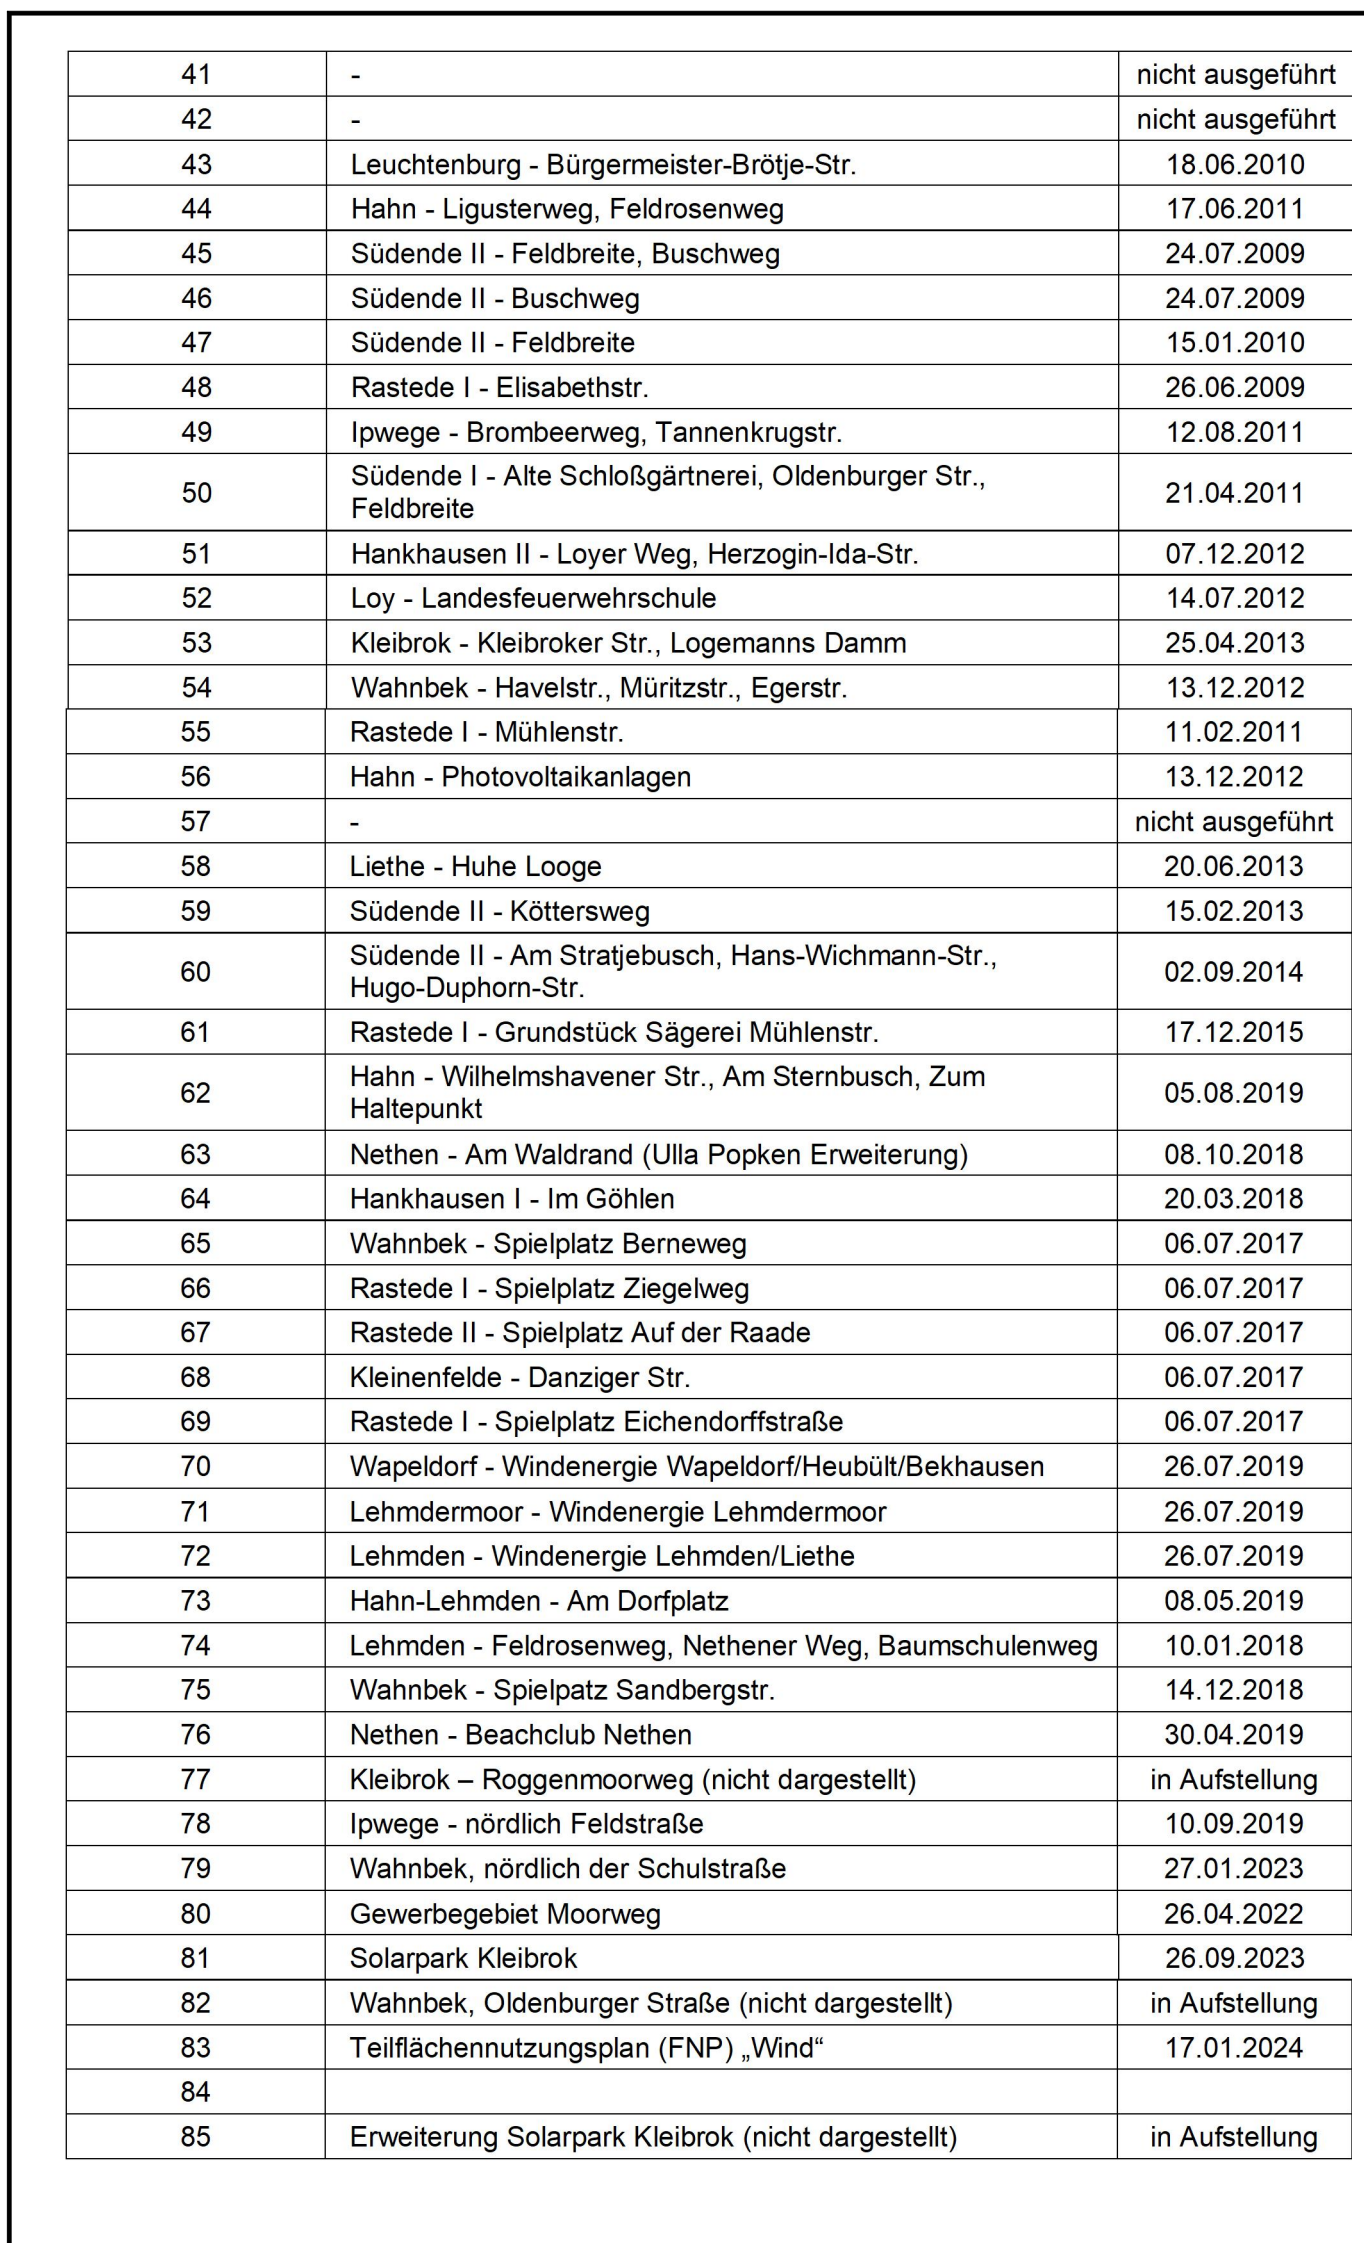 41 - nicht ausgeführt
42 - nicht ausgeführt
43 Leuchtenburg - Bürgermeister-Brötje-Str. 18.06.2010
44 Hahn - Ligusterweg, Feldrosenweg 17.06.2011
45 Südende II - Feldbreite, Buschweg 24.07.2009
46 Südende II - Buschweg 24.07.2009
47 Südende II - Feldbreite 15.01.2010
48 Rastede I - Elisabethstr. 26.06.2009
49 Ipwege - Brombeerweg, Tannenkrugstr. 12.08.2011
50 Südende I - Alte Schloßgärtnerei, Oldenburger Str.,
Feldbreite 21.04.2011
51 Hankhausen II - Loyer Weg, Herzogin-Ida-Str. 07.12.2012
52 Loy - Landesfeuerwehrschule 14.07.2012
53 Kleibrok - Kleibroker Str., Logemanns Damm 25.04.2013
54 Wahnbek - Havelstr., Müritzstr., Egerstr. 13.12.2012
55 Rastede I - Mühlenstr. 11.02.2011
56 Hahn - Photovoltaikanlagen 13.12.2012
57 - nicht ausgeführt
58 Liethe - Huhe Looge 20.06.2013
59 Südende II - Köttersweg 15.02.2013
60 Südende II - Am Stratjebusch, Hans-Wichmann-Str.,
Hugo-Duphorn-Str. 02.09.2014
61 Rastede I - Grundstück Sägerei Mühlenstr. 17.12.2015
62 Hahn - Wilhelmshavener Str., Am Sternbusch, Zum
Haltepunkt 05.08.2019
63 Nethen - Am Waldrand (Ulla Popken Erweiterung) 08.10.2018
64 Hankhausen I - Im Göhlen 20.03.2018
65 Wahnbek - Spielplatz Berneweg 06.07.2017
66 Rastede I - Spielplatz Ziegelweg 06.07.2017
67 Rastede II - Spielplatz Auf der Raade 06.07.2017
68 Kleinenfelde - Danziger Str. 06.07.2017
69 Rastede I - Spielplatz Eichendorffstraße 06.07.2017
70 Wapeldorf - Windenergie Wapeldorf/Heubült/Bekhausen 26.07.2019
71 Lehmdermoor - Windenergie Lehmdermoor 26.07.2019
72 Lehmden - Windenergie Lehmden/Liethe 26.07.2019
73 Hahn-Lehmden - Am Dorfplatz 08.05.2019
74 Lehmden - Feldrosenweg, Nethener Weg, Baumschulenweg 10.01.2018
75 Wahnbek - Spielpatz Sandbergstr. 14.12.2018
76 Nethen - Beachclub Nethen 30.04.2019
77 Kleibrok – Roggenmoorweg (nicht dargestellt) in Aufstellung
78 Ipwege - nördlich Feldstraße 10.09.2019
79 Wahnbek, nördlich der Schulstraße 27.01.2023
80 Gewerbegebiet Moorweg 26.04.2022
81 Solarpark Kleibrok 26.09.2023
82 Wahnbek, Oldenburger Straße (nicht dargestellt) in Aufstellung
83 Teilflächennutzungsplan (FNP) „Wind“ 17.01.2024
84
85 Erweiterung Solarpark Kleibrok (nicht dargestellt) in Aufstellung